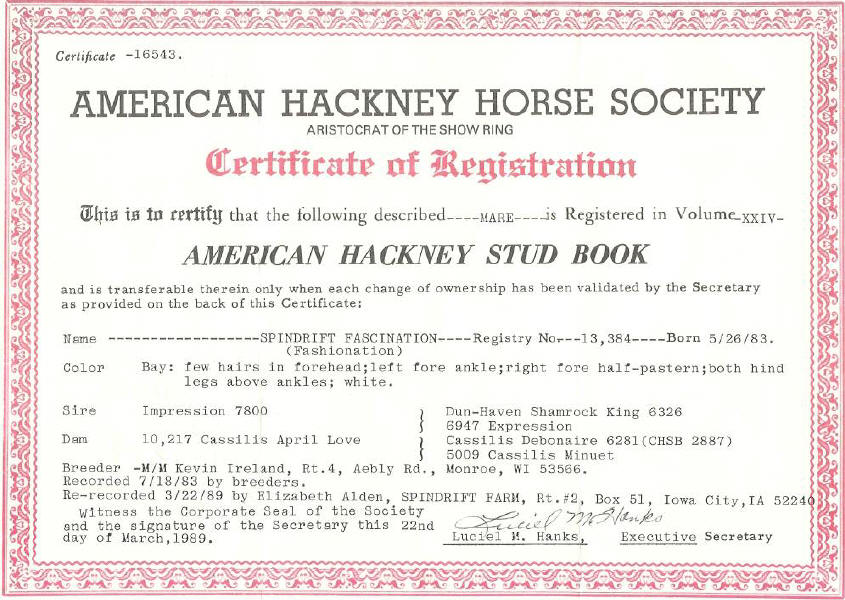 Certificate -16543.
AMERICAN HACKNEY HORSE SOCIETY
ARISTOCRAT OF THE SHOW RING
Certificate of Registration
This is to certify that the following described----MARE----is Registered in Volume-XXIV-
AMERICAN HACKNEY STUD BOOK
and is transferable therein only when each change of ownership has been validated by the Secretary
as provided on the back of this Certificate:
Name ------------------SPINDRIFT FASCINATION----Registry No---13,384----Born 5/26/83.
(Fashionation)
Color Bay: few hairs in forehead;left fore ankle;right fore half-pastern;both hind
legs above ankles; white.
Sire Impression 7800 } Dun-Haven Shamrock King 6326
6947 Expression
Dam 10,217 Cassilis April Love } Cassilis Debonaire 6281(CHSB 2887)
5009 Cassilis Minuet
Breeder -M/M Kevin Ireland, Rt.4, Aebly Rd., Monroe, WI 53566.
Recorded 7/18/83 by breeders.
Re-recorded 3/22/89 by Elizabeth Alden, SPINDRIFT FARM, Rt.#2, Box 51, Iowa City,IA 52240
Witness the Corporate Seal of the Society
and the signature of the Secretary this 22nd
day of March,1989.
Luciel M. Hanks
Luciel M. Hanks, Executive Secretary